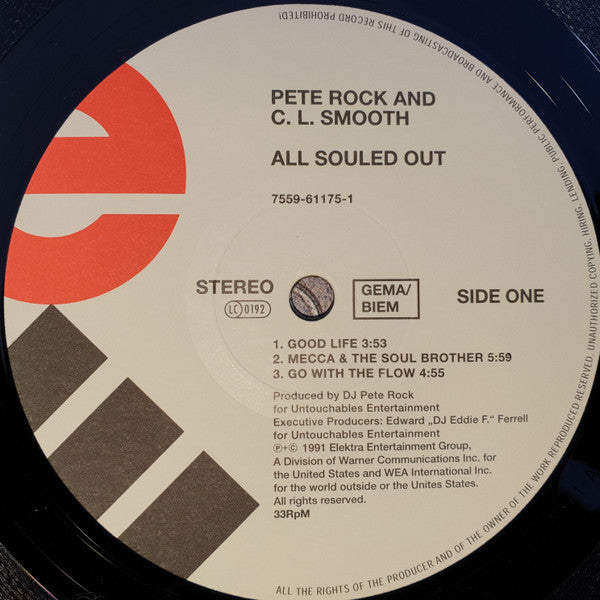 PETE ROCK AND
C. L. SMOOTH
ALL SOULED OUT
7559-61175-1
STEREO
LC 0192
GEMA/
BIEM
SIDE ONE
1. GOOD LIFE 3:53
2. MECCA & THE SOUL BROTHER 5:59
3. GO WITH THE FLOW 4:55
Produced by DJ Pete Rock
for Untouchables Entertainment
Executive Producers: Edward „DJ Eddie F.“ Ferrell
for Untouchables Entertainment
℗+© 1991 Elektra Entertainment Group,
A Division of Warner Communications Inc. for
the United States and WEA International Inc.
for the world outside or the Unites States.
All rights reserved.
33RpM
ALL THE RIGHTS OF THE PRODUCER AND OF THE OWNER OF THE WORK REPRODUCED RESERVED. UNAUTHORIZED COPYING, HIRING, LENDING, PUBLIC PERFORMANCE AND BROADCASTING OF THIS RECORD PROHIBITED!